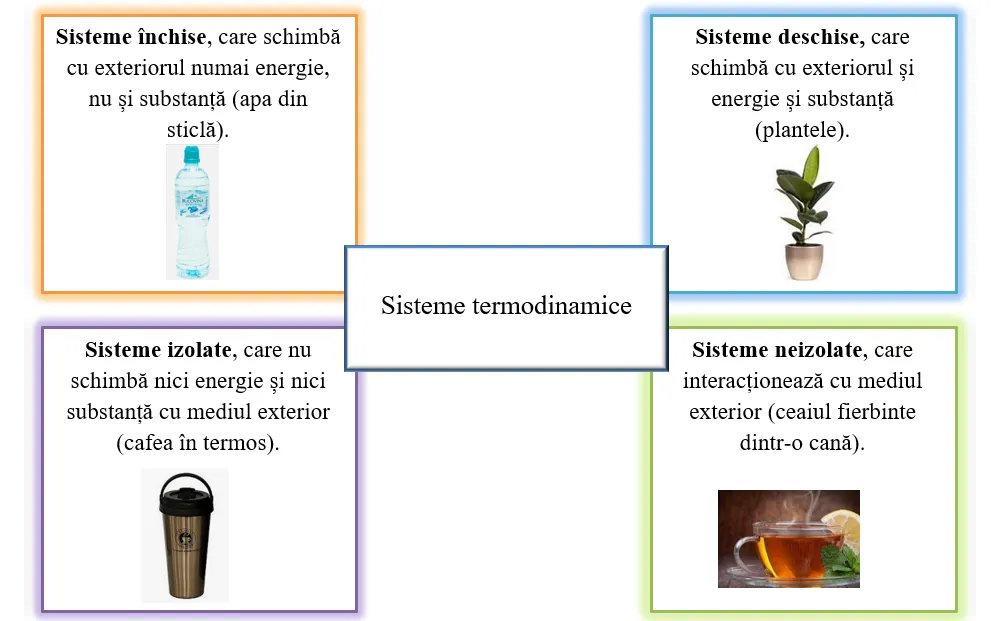 Sisteme închise, care schimbă
cu exteriorul numai energie,
nu și substanță (apa din
sticlă).
Sisteme deschise, care
schimbă cu exteriorul și
energie și substanță
(plantele).
Sisteme termodinamice
Sisteme izolate, care nu
schimbă nici energie și nici
substanță cu mediul exterior
(cafea în termos).
Sisteme neizolate, care
interacționează cu mediul
exterior (ceaiul fierbinte
dintr-o cană).